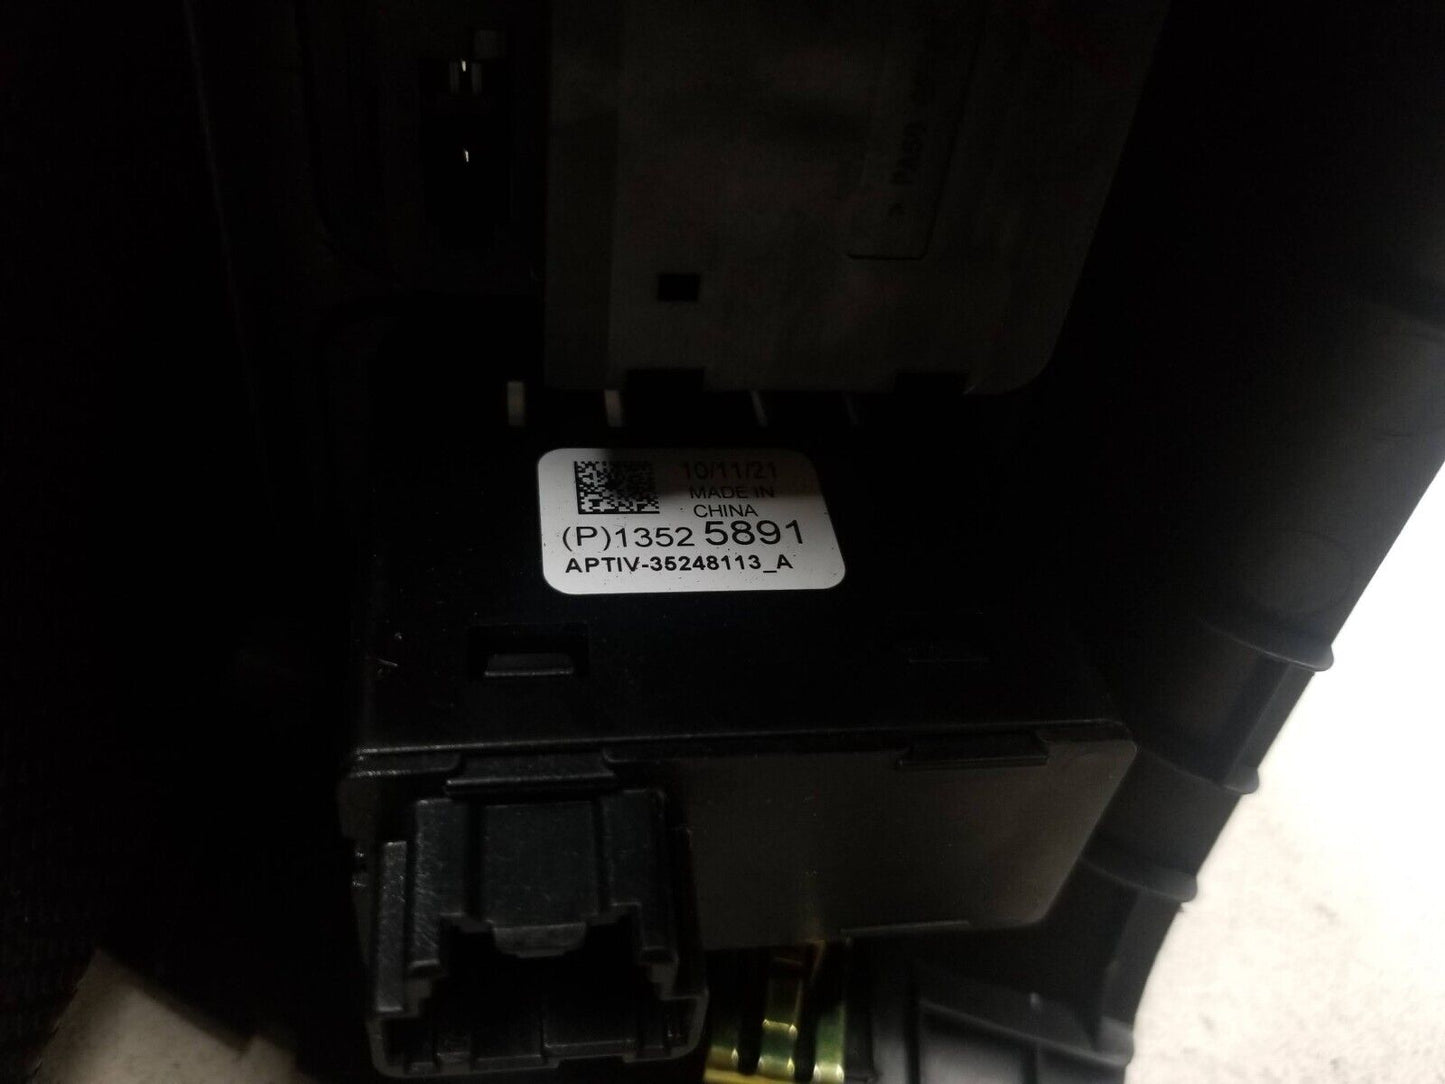 10/11/21
MADE IN
CHINA
(P)1352 5891
APTIV-35248113_A